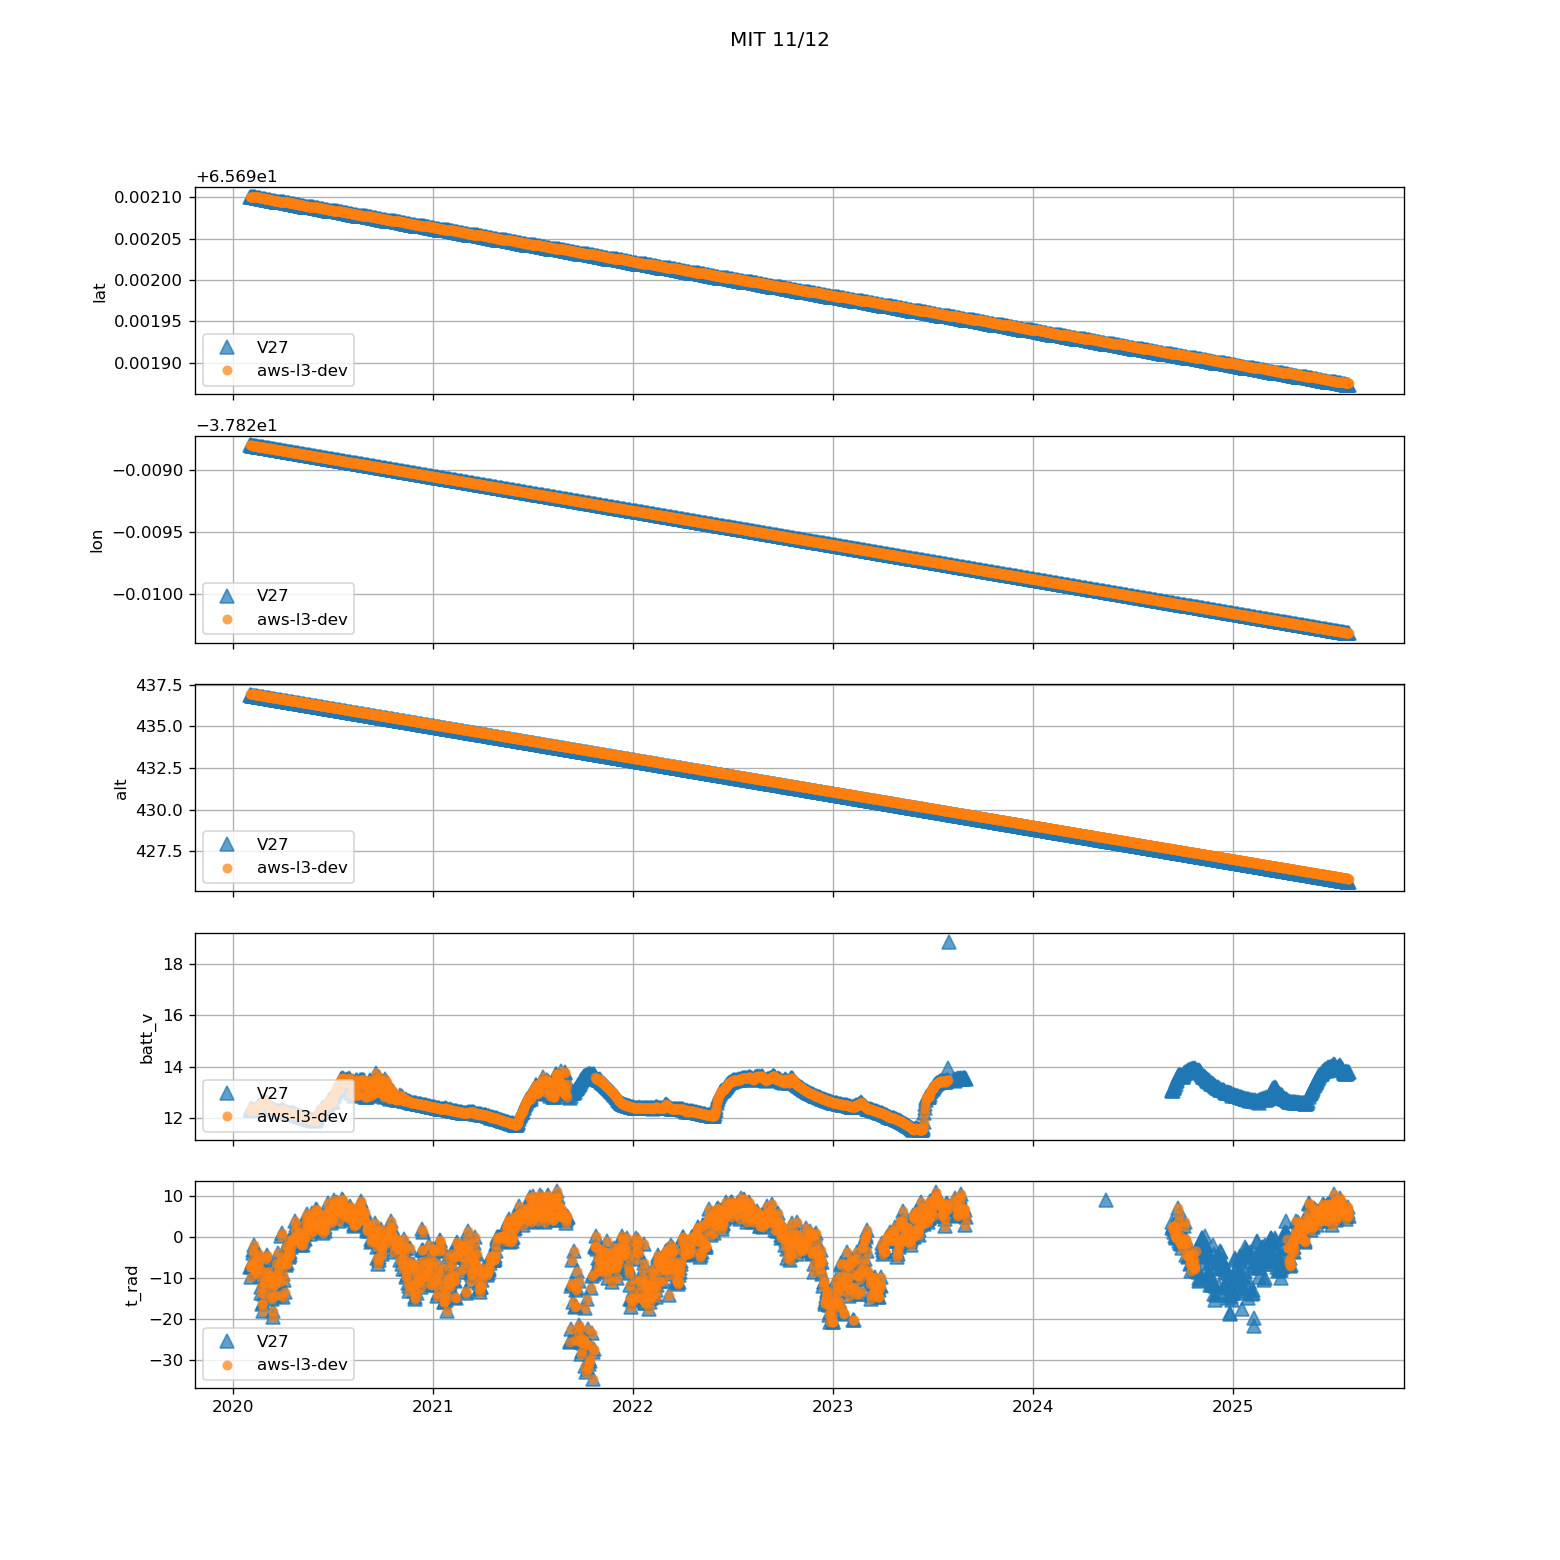 MIT 11/12
+6.569e1
0.00210
0.00205
0.00200
0.00195
0.00190
lat
V27
aws-l3-dev
−3.782e1
−0.0090
−0.0095
−0.0100
lon
V27
aws-l3-dev
437.5
435.0
432.5
430.0
427.5
alt
V27
aws-l3-dev
18
16
14
12
batt_v
V27
aws-l3-dev
10
0
−10
−20
−30
t_rad
V27
aws-l3-dev
2020 2021 2022 2023 2024 2025